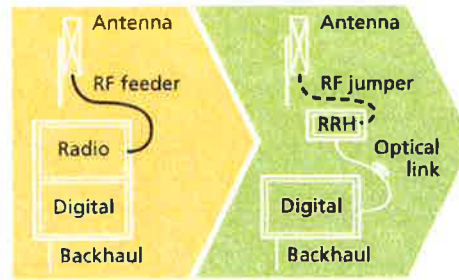 Antenna
RF feeder
Radio
Digital
Backhaul
Antenna
RF jumper
RRH
Optical
link
Digital
Backhaul